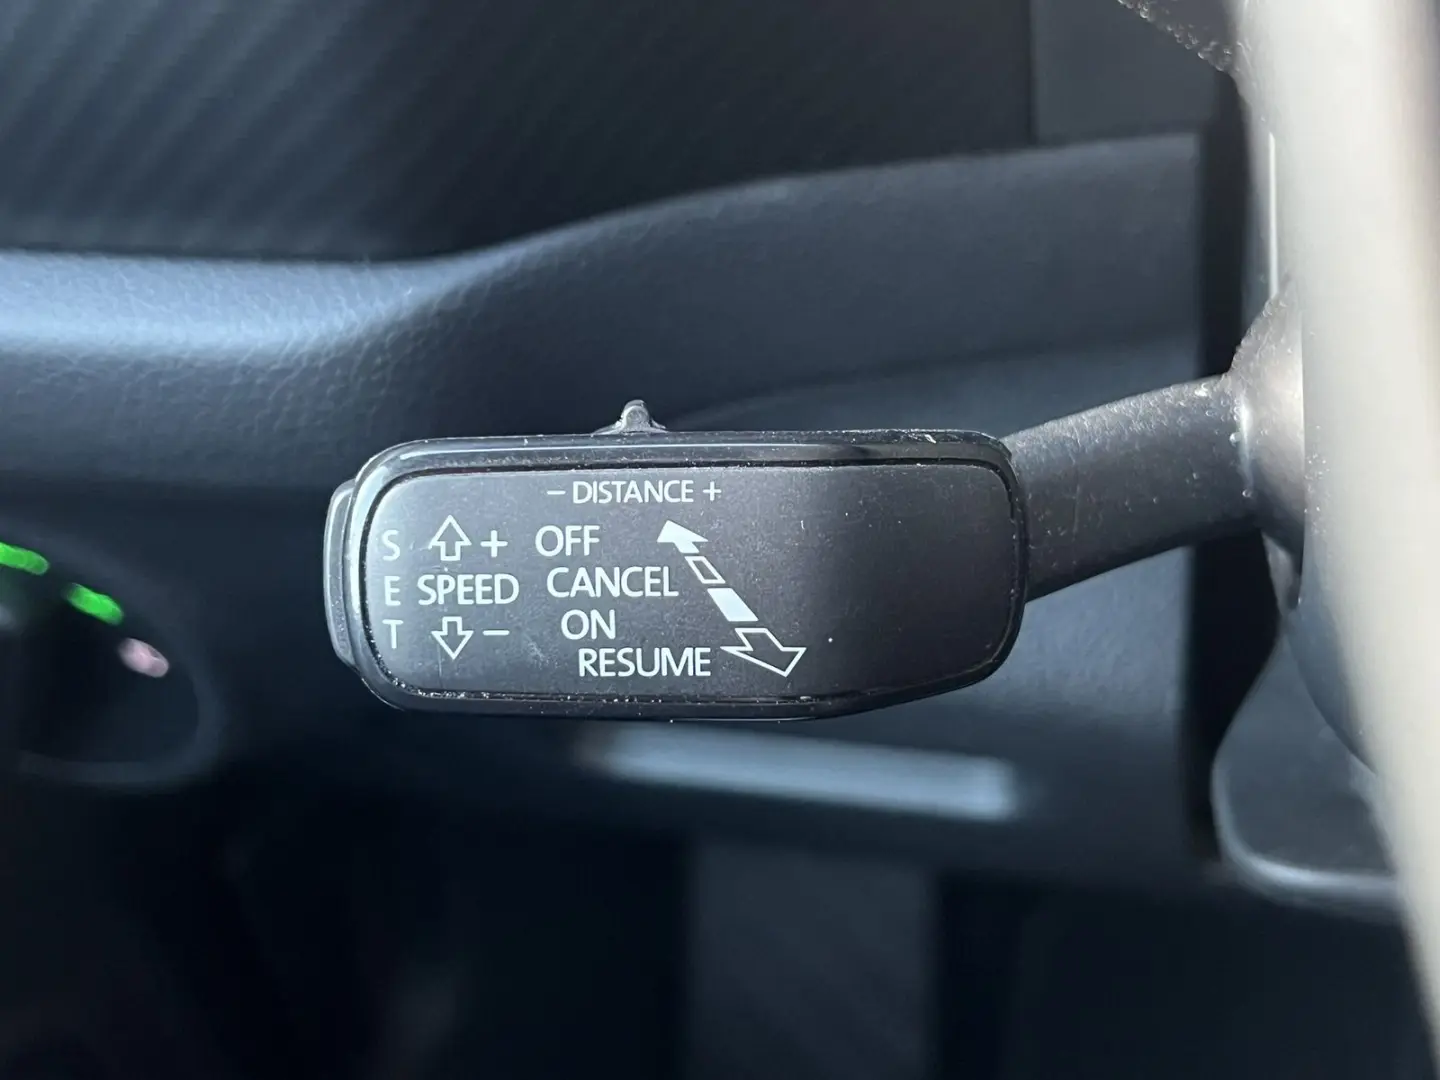 – DISTANCE +
S + OFF
E SPEED CANCEL
T – ON
RESUME